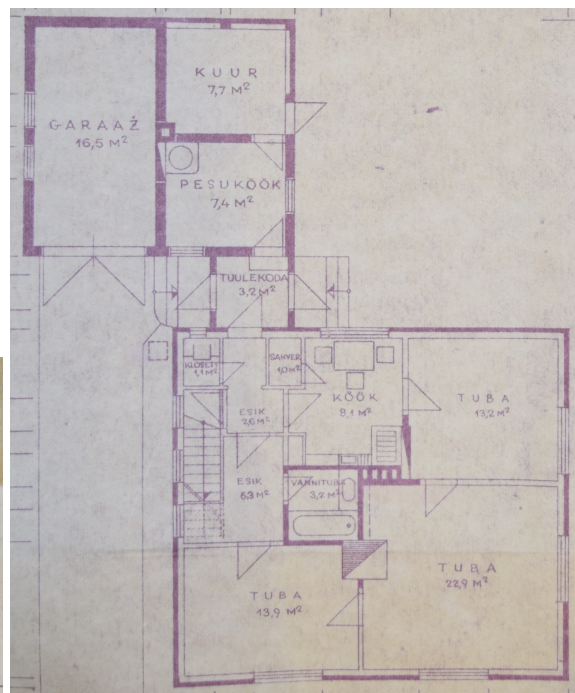 KUUR
7,7 M²
GARAAŽ
16,5 M²
PESUKÖÖK
7,4 M²
TUULEKODA
3,2 M²
KLOSETT
1,1 M²
SAHVER
1,0 M²
ESIK
2,6 M²
KÖÖK
8,1 M²
TUBA
13,2 M²
ESIK
6,3 M²
VANNITUBA
3,2 M²
TUBA
22,9 M²
TUBA
13,9 M²